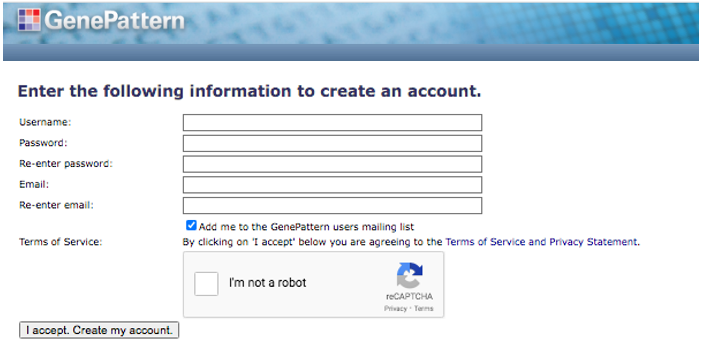 GenePattern
Enter the following information to create an account.
Username:
Password:
Re-enter password:
Email:
Re-enter email:
Add me to the GenePattern users mailing list
Terms of Service: By clicking on 'I accept' below you are agreeing to the Terms of Service and Privacy Statement.
I'm not a robot
reCAPTCHA
Privacy - Terms
I accept. Create my account.